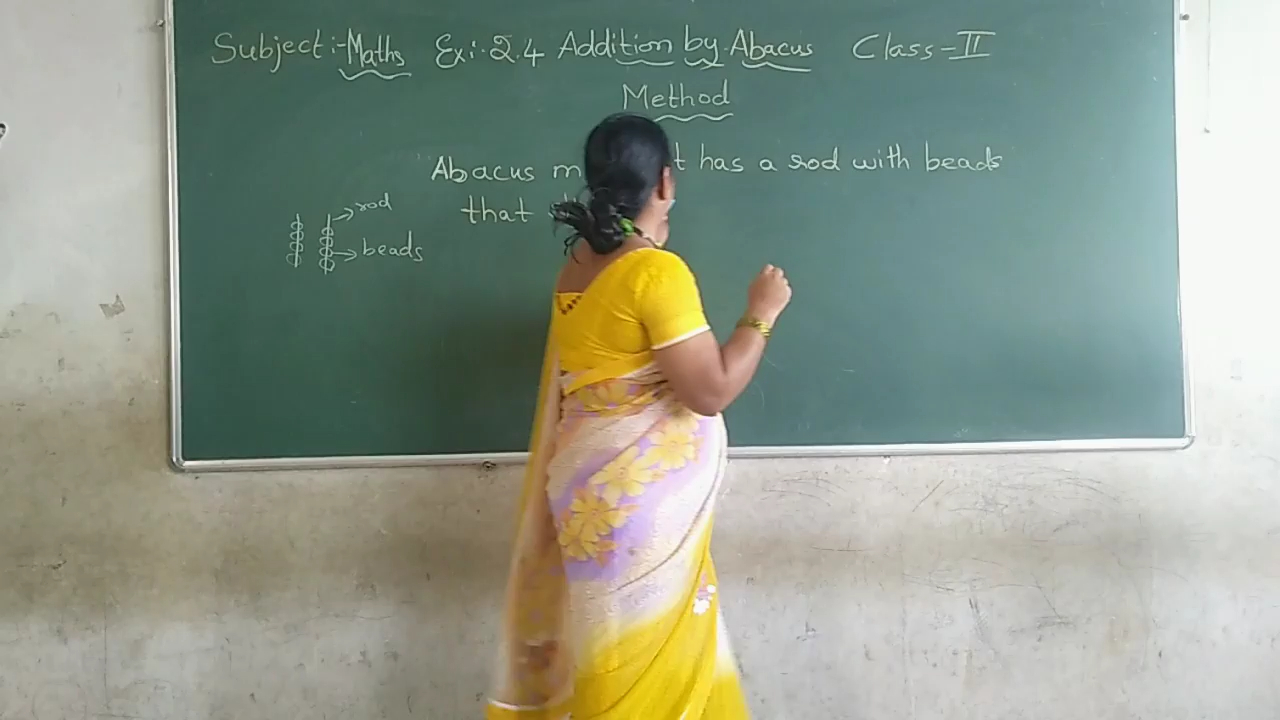 Subject :- Maths Ex:- 2.4 Addition by Abacus Class - II
Method
Abacus has a rod with beads
that
rod
beads